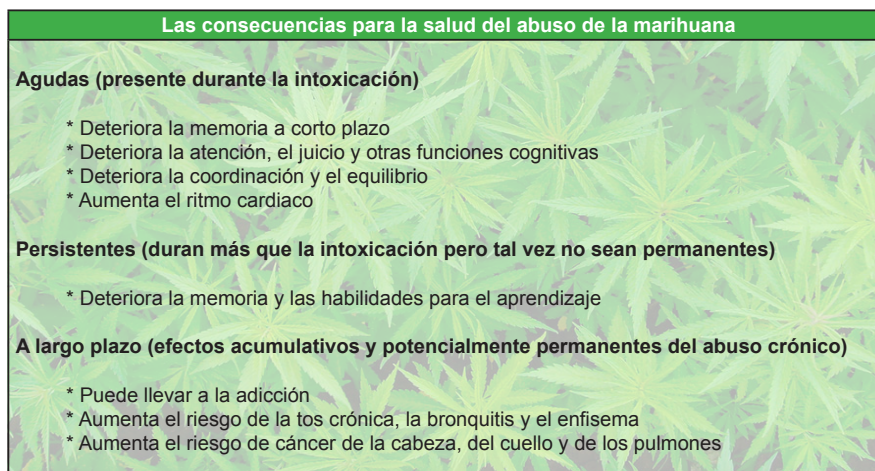 Las consecuencias para la salud del abuso de la marihuana
Agudas (presente durante la intoxicación)
* Deteriora la memoria a corto plazo
* Deteriora la atención, el juicio y otras funciones cognitivas
* Deteriora la coordinación y el equilibrio
* Aumenta el ritmo cardiaco
Persistentes (duran más que la intoxicación pero tal vez no sean permanentes)
* Deteriora la memoria y las habilidades para el aprendizaje
A largo plazo (efectos acumulativos y potencialmente permanentes del abuso crónico)
* Puede llevar a la adicción
* Aumenta el riesgo de la tos crónica, la bronquitis y el enfisema
* Aumenta el riesgo de cáncer de la cabeza, del cuello y de los pulmones